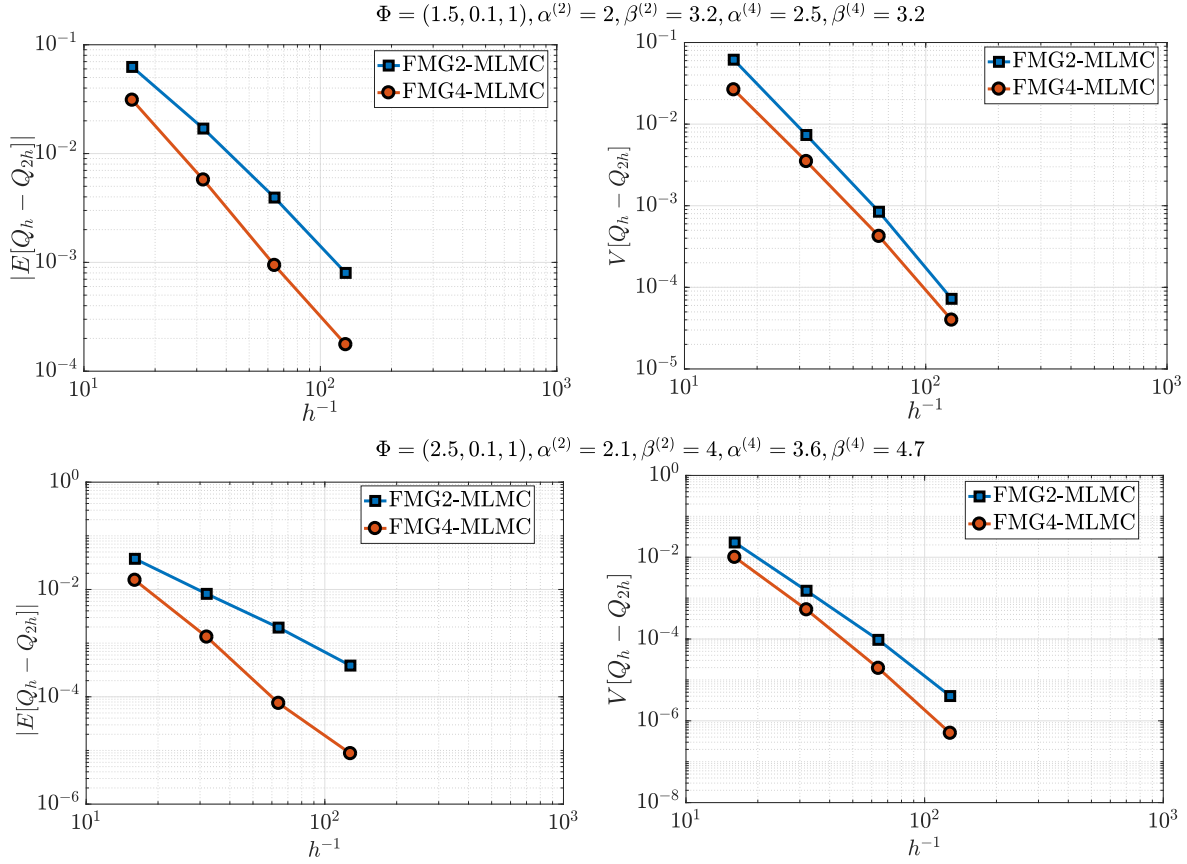 Φ = (1.5, 0.1, 1), α^(2) = 2, β^(2) = 3.2, α^(4) = 2.5, β^(4) = 3.2
FMG2-MLMC
FMG4-MLMC
10^-1
10^-2
10^-3
10^-4
|E[Q_h − Q_2h]|
10^1
10^2
10^3
h^-1
FMG2-MLMC
FMG4-MLMC
10^-1
10^-2
10^-3
10^-4
10^-5
V[Q_h − Q_2h]
10^1
10^2
10^3
h^-1
Φ = (2.5, 0.1, 1), α^(2) = 2.1, β^(2) = 4, α^(4) = 3.6, β^(4) = 4.7
FMG2-MLMC
FMG4-MLMC
10^0
10^-2
10^-4
10^-6
|E[Q_h − Q_2h]|
10^1
10^2
10^3
h^-1
FMG2-MLMC
FMG4-MLMC
10^0
10^-2
10^-4
10^-6
10^-8
V[Q_h − Q_2h]
10^1
10^2
10^3
h^-1